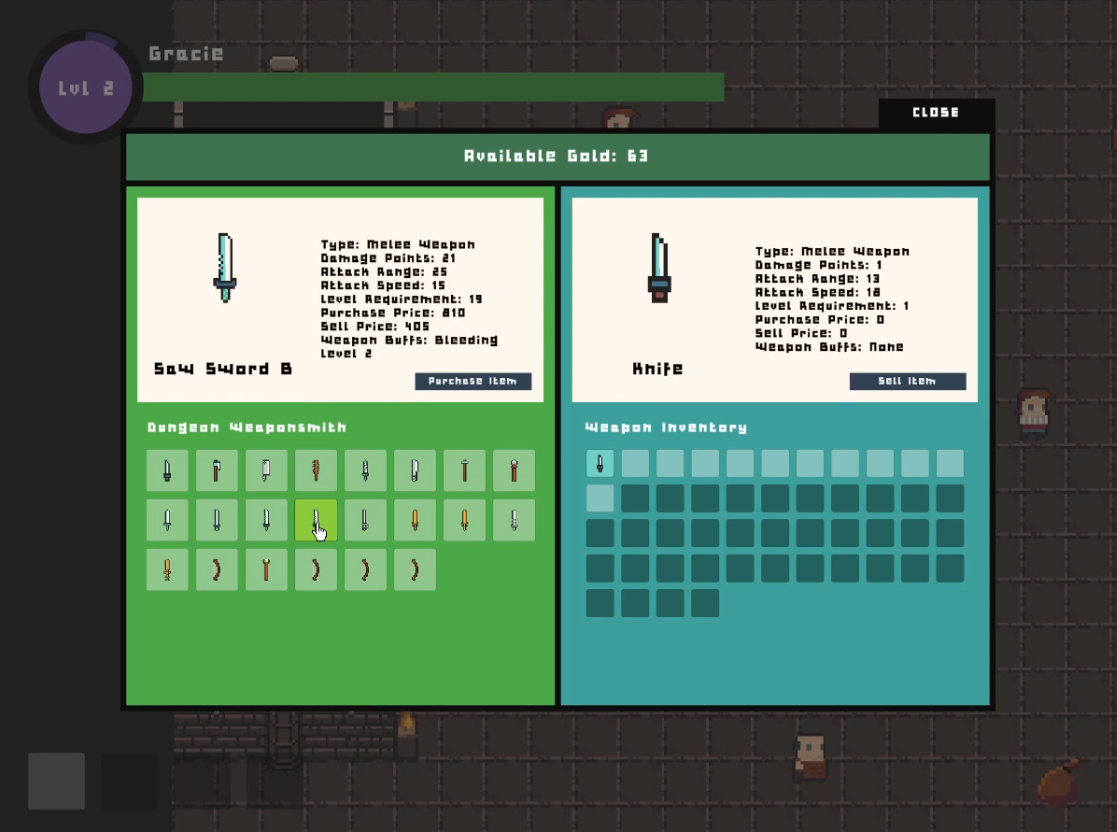 Gracie
Lvl 2
CLOSE
Available Gold: 63
Type: Melee Weapon
Damage Points: 21
Attack Range: 25
Attack Speed: 15
Level Requirement: 19
Purchase Price: 810
Sell Price: 405
Weapon Buffs: Bleeding
Level 2
Saw Sword B
Purchase Item
Type: Melee Weapon
Damage Points: 1
Attack Range: 13
Attack Speed: 18
Level Requirement: 1
Purchase Price: 0
Sell Price: 0
Weapon Buffs: None
Knife
Sell Item
Dungeon Weaponsmith
Weapon Inventory